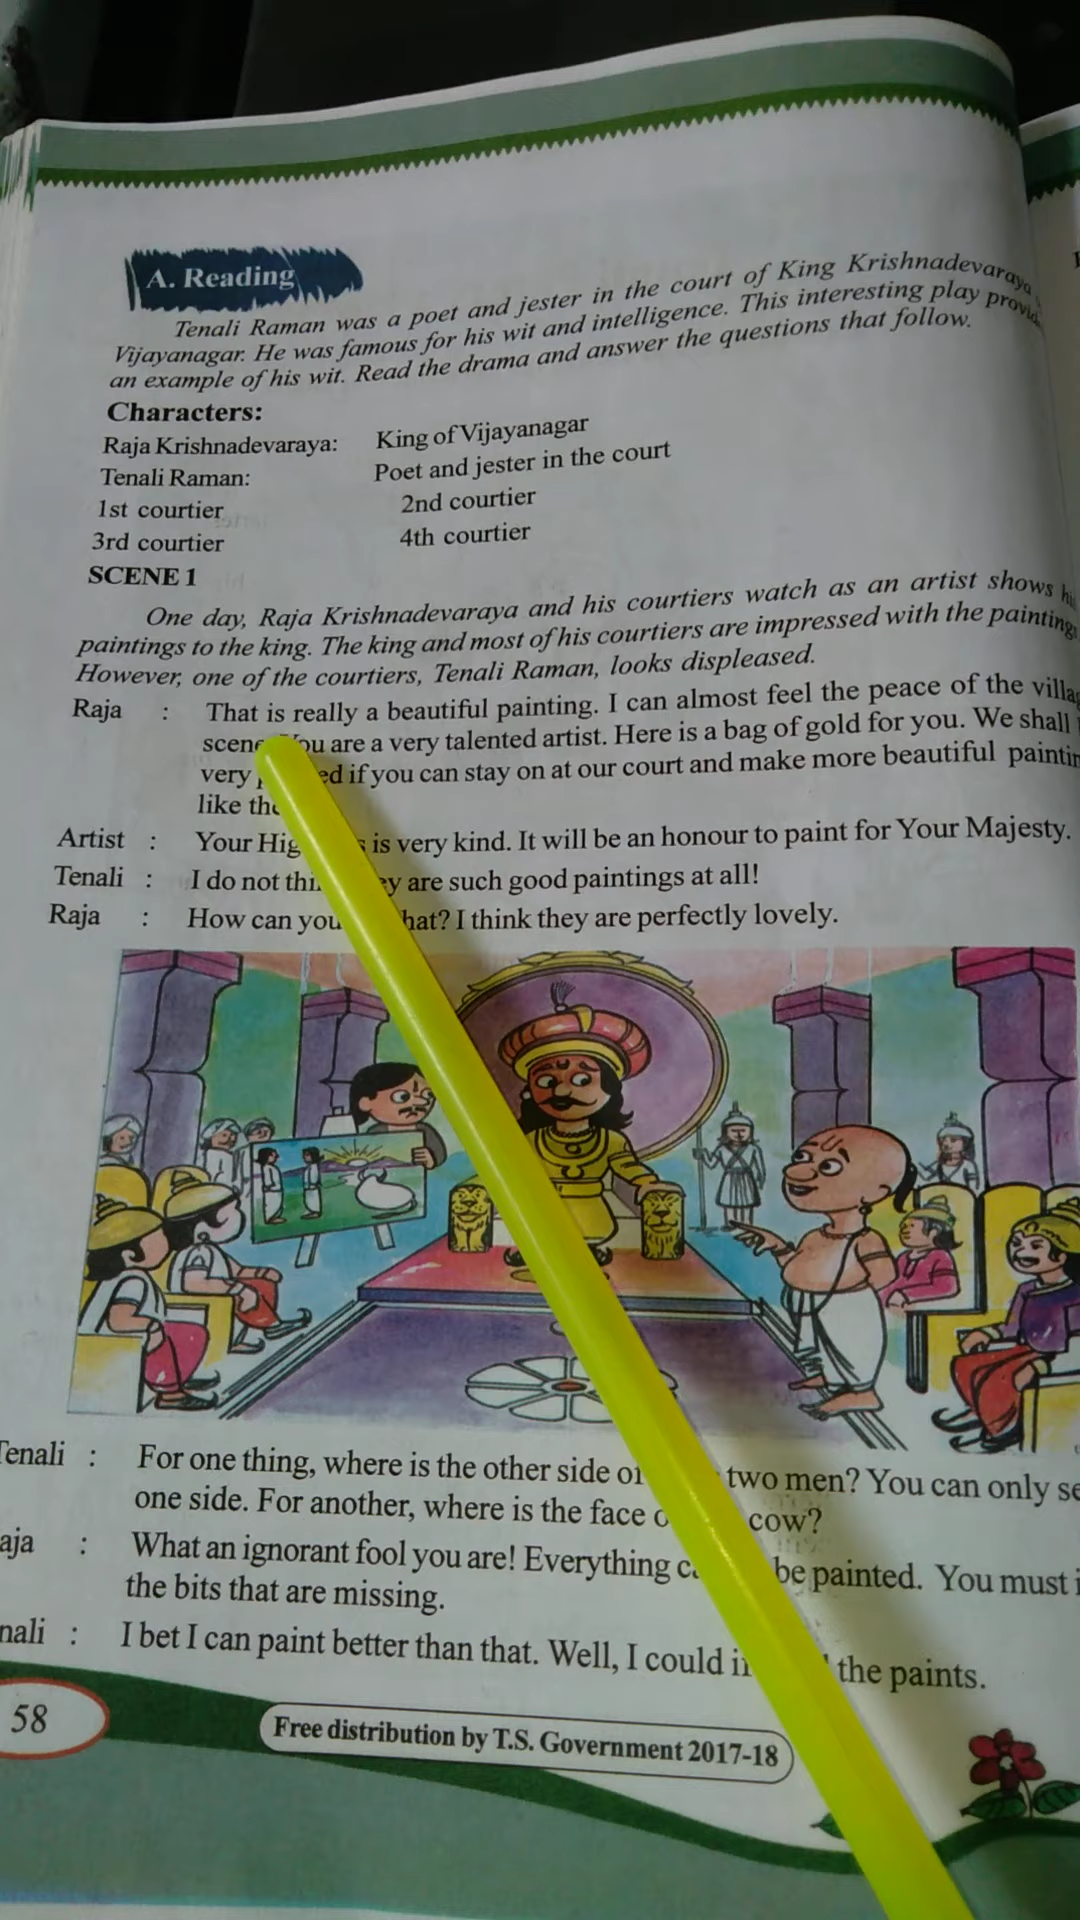 A. Reading
Tenali Raman was a poet and jester in the court of King Krishnadevaraya
Vijayanagar. He was famous for his wit and intelligence. This interesting play
an example of his wit. Read the drama and answer the questions that follow.
Characters:
Raja Krishnadevaraya: King of Vijayanagar
Tenali Raman: Poet and jester in the court
1st courtier 2nd courtier
3rd courtier 4th courtier
SCENE 1
One day, Raja Krishnadevaraya and his courtiers watch as an artist shows
paintings to the king. The king and most of his courtiers are impressed with the
However, one of the courtiers, Tenali Raman, looks displeased.
Raja : That is really a beautiful painting. I can almost feel the peace of the
are a very talented artist. Here is a bag of gold for you. We shall
very if you can stay on at our court and make more beautiful
like
Artist : Your is very kind. It will be an honour to paint for Your Majesty.
Tenali : I do not are such good paintings at all!
Raja : How can you I think they are perfectly lovely.
Tenali : For one thing, where is the other side two men? You can only
one side. For another, where is the face cow?
: What an ignorant fool you are! Everything be painted. You must
the bits that are missing.
: I bet I can paint better than that. Well, I could the paints.
58
Free distribution by T.S. Government 2017-18